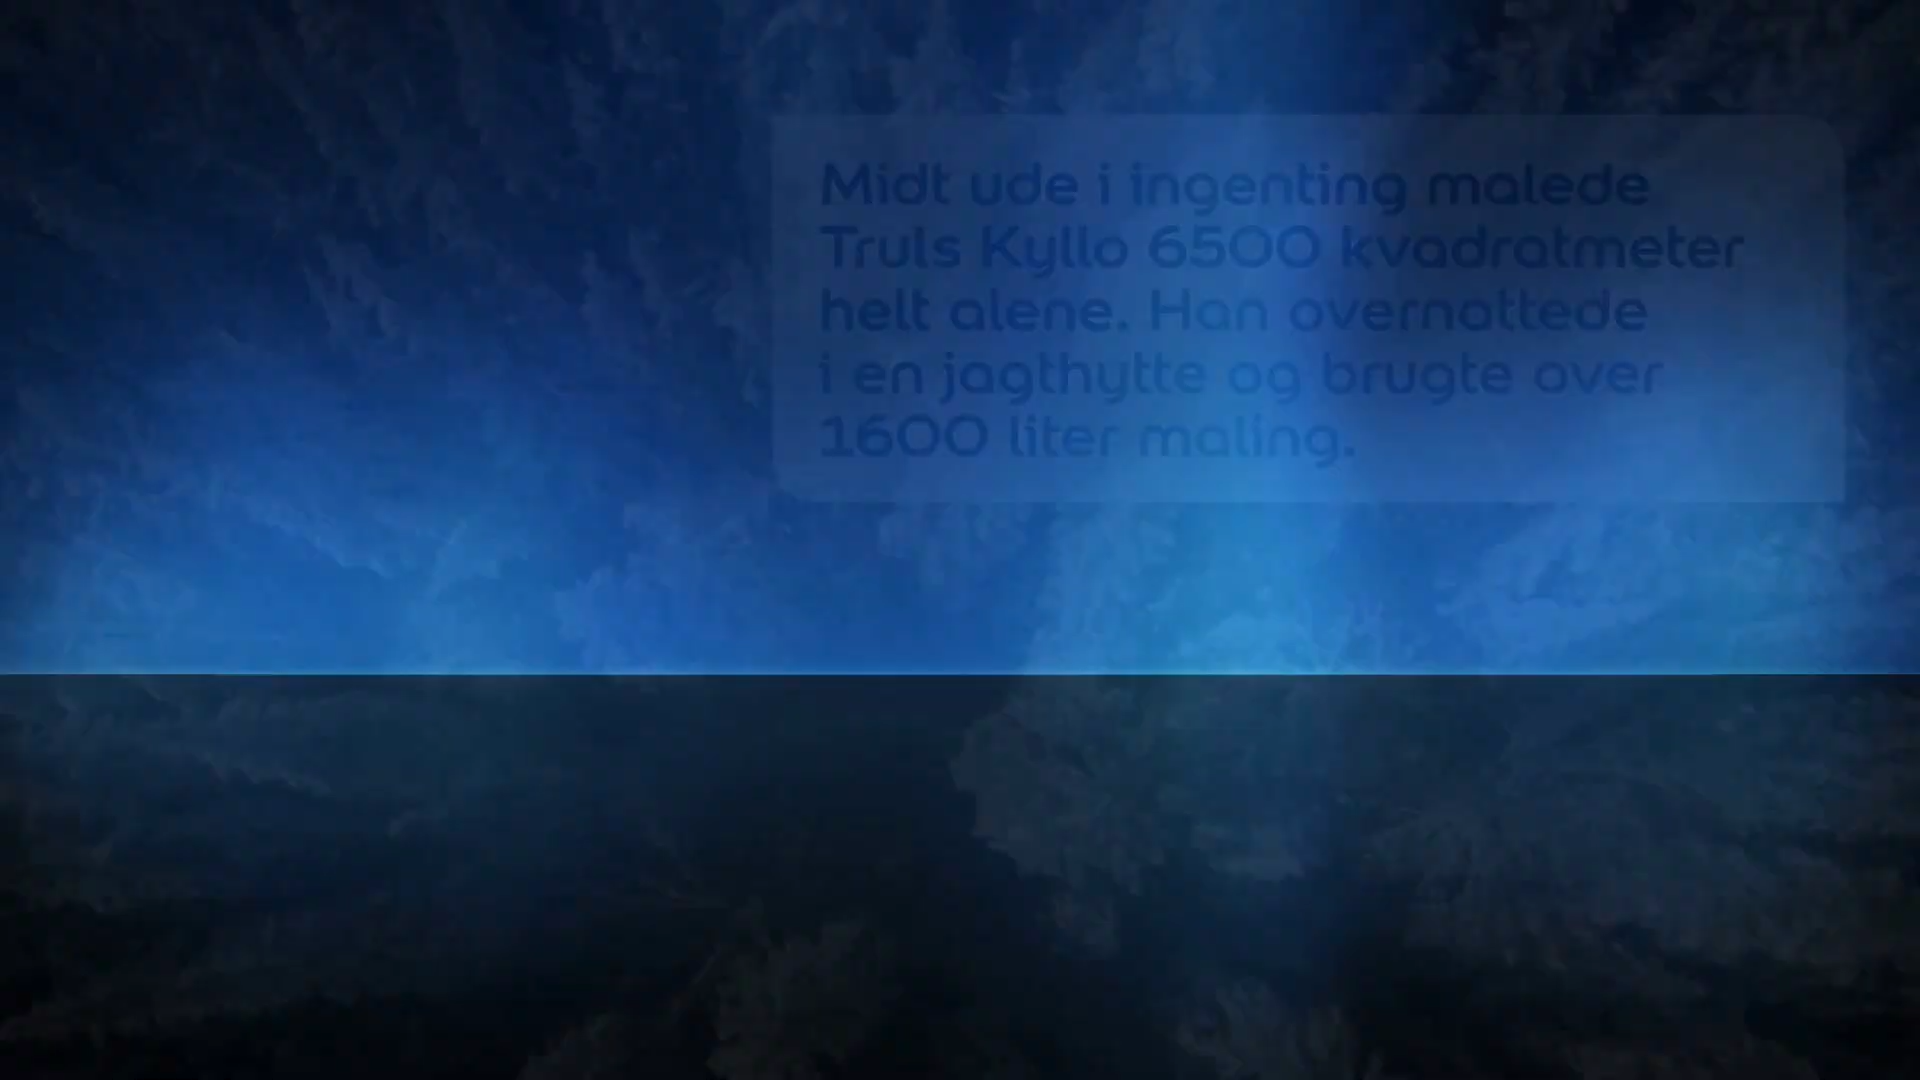 Midt ude i ingenting malede
Truls Kyllo 6500 kvadratmeter
helt alene. Han overnattede
i en jagthytte og brugte over
1600 liter maling.